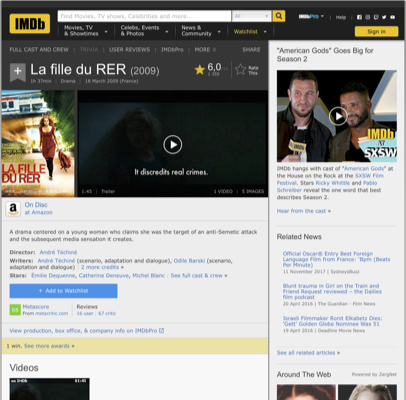 IMDb
Find Movies, TV shows, Celebrities and more...
All
IMDbPro
Help
Movies, TV
& Showtimes
Celebs, Events
& Photos
News &
Community
Watchlist
Sign in
FULL CAST AND CREW | TRIVIA | USER REVIEWS | IMDbPro | MORE
SHARE
La fille du RER (2009)
1h 37min | Drama | 18 March 2009 (France)
6,0
Rate
This
LA FILLE
DU RER
It discredits real crimes.
1:45 | Trailer
1 VIDEO | 5 IMAGES
On Disc
at Amazon
A drama centered on a young woman who claims she was the target of an anti-Semetic attack
and the subsequent media sensation it creates.
Director: André Téchiné
Writers: André Téchiné (scenario, adaptation and dialogue), Odile Barski (scenario,
adaptation and dialogue) | 2 more credits »
Stars: Émilie Dequenne, Catherine Deneuve, Michel Blanc | See full cast & crew »
+ Add to Watchlist
Metascore
From metacritic.com
Reviews
16 user | 67 critic
View production, box office, & company info on IMDbPro
1 win. See more awards »
Videos
"American Gods" Goes Big for
Season 2
IMDb
AT
SXSW
IMDb hangs with cast of "American Gods" at
the House on the Rock at the SXSW Film
Festival. Stars Ricky Whittle and Pablo
Schreiber reveal the one word that best
describes Season 2.
Hear from the cast »
Related News
Official Oscar® Entry Best Foreign
Language Film From France: 'Bpm (Beats
Per Minute)
11 November 2017 | SydneysBuzz
Blunt trauma in Girl on the Train and
Friend Request reviewed – the dailies
film podcast
20 April 2016 | The Guardian - Film News
Israeli Filmmaker Ronit Elkabetz Dies;
'Gett' Golden Globe Nominee Was 51
19 April 2016 | Deadline Movie News
See all related articles »
Around The Web | Powered by ZergNet